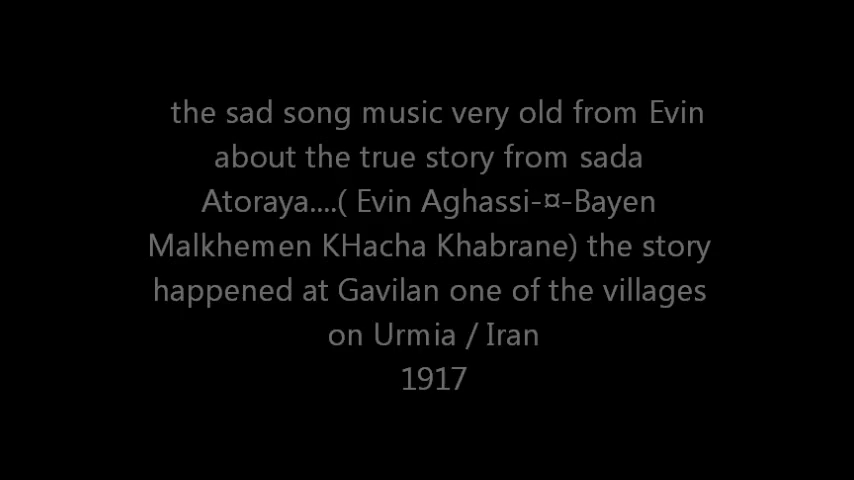 the sad song music very old from Evin
about the true story from sada
Atoraya....( Evin Aghassi-¤-Bayen
Malkhemen KHacha Khabrane) the story
happened at Gavilan one of the villages
on Urmia / Iran
1917